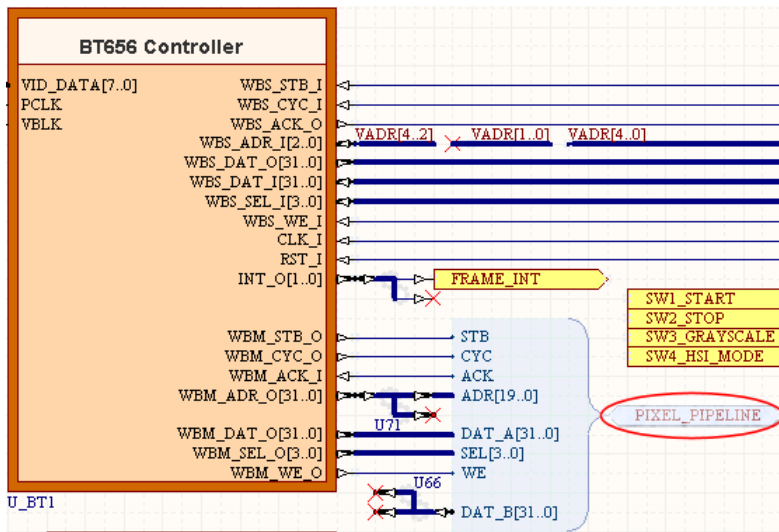 BT656 Controller
VID_DATA[7..0] WBS_STB_I
PCLK WBS_CYC_I
VBLK WBS_ACK_O
WBS_ADR_I[2..0] VADR[4..2] VADR[1..0] VADR[4..0]
WBS_DAT_O[31..0]
WBS_DAT_I[31..0]
WBS_SEL_I[3..0]
WBS_WE_I
CLK_I
RST_I
INT_O[1..0] FRAME_INT
SW1_START
SW2_STOP
SW3_GRAYSCALE
SW4_HSI_MODE
WBM_STB_O STB
WBM_CYC_O CYC
WBM_ACK_I ACK
WBM_ADR_O[31..0] ADR[19..0]
PIXEL_PIPELINE
U71
WBM_DAT_O[31..0] DAT_A[31..0]
WBM_SEL_O[3..0] SEL[3..0]
WBM_WE_O WE
U66
U_BT1
DAT_B[31..0]